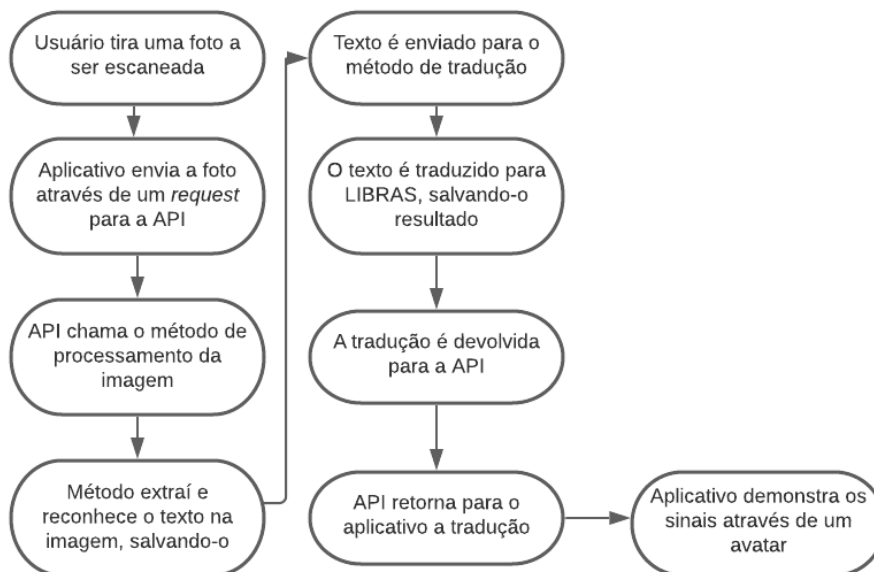 Usuário tira uma foto a
ser escaneada
Aplicativo envia a foto
através de um request
para a API
API chama o método de
processamento da
imagem
Método extraí e
reconhece o texto na
imagem, salvando-o
Texto é enviado para o
método de tradução
O texto é traduzido para
LIBRAS, salvando-o
resultado
A tradução é devolvida
para a API
API retorna para o
aplicativo a tradução
Aplicativo demonstra os
sinais através de um
avatar